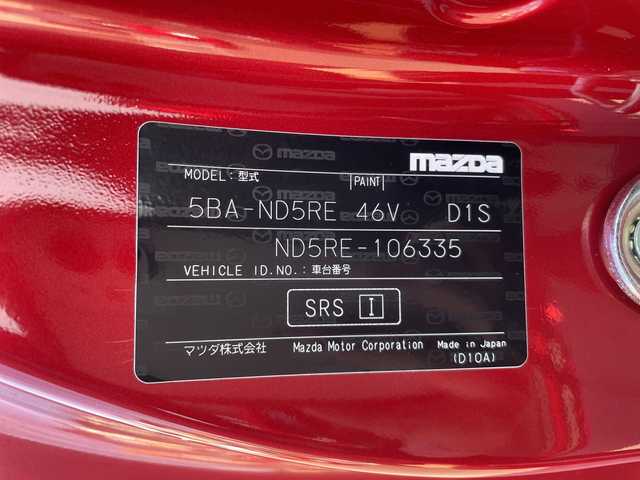 mazda
MODEL:型式 PAINT
5BA-ND5RE 46V D1S
ND5RE-106335
VEHICLE ID.NO.:車台番号
SRS I
マツダ株式会社 Mazda Motor Corporation Made in Japan
(D10A)